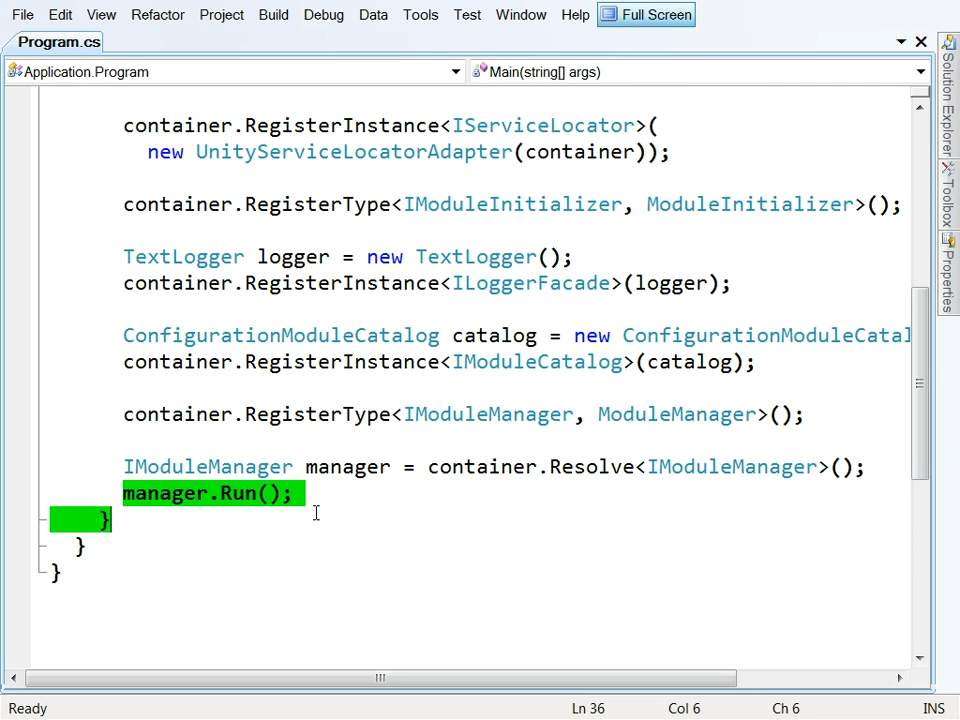 File Edit View Refactor Project Build Debug Data Tools Test Window Help Full Screen
Program.cs
Application.Program Main(string[] args)
container.RegisterInstance<IServiceLocator>(
new UnityServiceLocatorAdapter(container));
container.RegisterType<IModuleInitializer, ModuleInitializer>();
TextLogger logger = new TextLogger();
container.RegisterInstance<ILoggerFacade>(logger);
ConfigurationModuleCatalog catalog = new ConfigurationModuleCatal
container.RegisterInstance<IModuleCatalog>(catalog);
container.RegisterType<IModuleManager, ModuleManager>();
IModuleManager manager = container.Resolve<IModuleManager>();
manager.Run();
}
}
}
Solution Explorer
Toolbox
Properties
Ready Ln 36 Col 6 Ch 6 INS